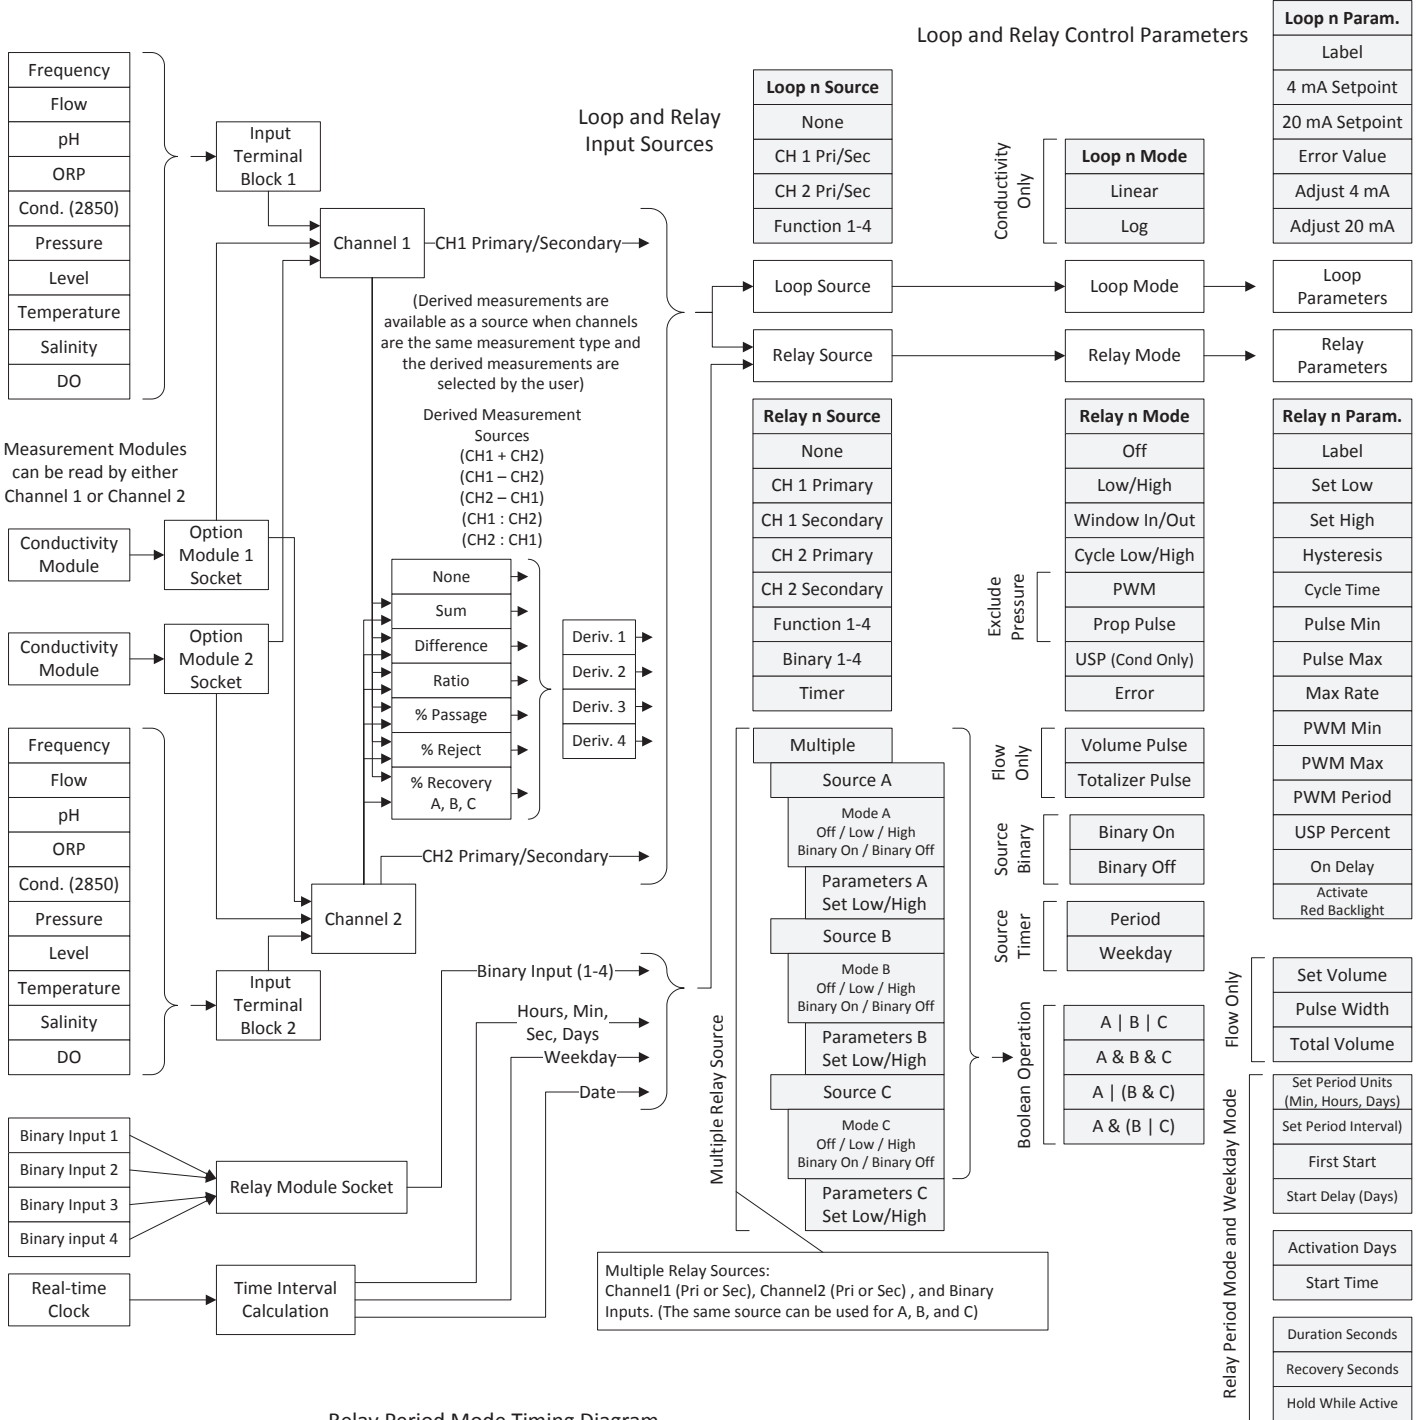 Loop and Relay Control Parameters
Frequency
Flow
pH
ORP
Cond. (2850)
Pressure
Level
Temperature
Salinity
DO
Input
Terminal
Block 1
Measurement Modules
can be read by either
Channel 1 or Channel 2
Conductivity
Module
Option
Module 1
Socket
Conductivity
Module
Option
Module 2
Socket
Frequency
Flow
pH
ORP
Cond. (2850)
Pressure
Level
Temperature
Salinity
DO
Input
Terminal
Block 2
Binary Input 1
Binary Input 2
Binary Input 3
Binary input 4
Relay Module Socket
Real-time
Clock
Time Interval
Calculation
Channel 1
CH1 Primary/Secondary
(Derived measurements are
available as a source when channels
are the same measurement type and
the derived measurements are
selected by the user)
Derived Measurement
Sources
(CH1 + CH2)
(CH1 – CH2)
(CH2 – CH1)
(CH1 : CH2)
(CH2 : CH1)
None
Sum
Difference
Ratio
% Passage
% Reject
% Recovery
A, B, C
Deriv. 1
Deriv. 2
Deriv. 3
Deriv. 4
CH2 Primary/Secondary
Channel 2
Binary Input (1-4)
Hours, Min,
Sec, Days
Weekday
Date
Loop and Relay
Input Sources
Loop n Source
None
CH 1 Pri/Sec
CH 2 Pri/Sec
Function 1-4
Loop Source
Relay Source
Relay n Source
None
CH 1 Primary
CH 1 Secondary
CH 2 Primary
CH 2 Secondary
Function 1-4
Binary 1-4
Timer
Multiple Relay Source
Multiple
Source A
Mode A
Off / Low / High
Binary On / Binary Off
Parameters A
Set Low/High
Source B
Mode B
Off / Low / High
Binary On / Binary Off
Parameters B
Set Low/High
Source C
Mode C
Off / Low / High
Binary On / Binary Off
Parameters C
Set Low/High
Multiple Relay Sources:
Channel1 (Pri or Sec), Channel2 (Pri or Sec) , and Binary
Inputs. (The same source can be used for A, B, and C)
Conductivity
Only
Loop n Mode
Linear
Log
Loop Mode
Relay Mode
Relay n Mode
Off
Low/High
Window In/Out
Cycle Low/High
Exclude
Pressure
PWM
Prop Pulse
USP (Cond Only)
Error
Flow
Only
Volume Pulse
Totalizer Pulse
Source
Binary
Binary On
Binary Off
Source
Timer
Period
Weekday
Boolean Operation
A | B | C
A & B & C
A | (B & C)
A & (B | C)
Loop n Param.
Label
4 mA Setpoint
20 mA Setpoint
Error Value
Adjust 4 mA
Adjust 20 mA
Loop
Parameters
Relay
Parameters
Relay n Param.
Label
Set Low
Set High
Hysteresis
Cycle Time
Pulse Min
Pulse Max
Max Rate
PWM Min
PWM Max
PWM Period
USP Percent
On Delay
Activate
Red Backlight
Flow Only
Set Volume
Pulse Width
Total Volume
Relay Period Mode and Weekday Mode
Set Period Units
(Min, Hours, Days)
Set Period Interval)
First Start
Start Delay (Days)
Activation Days
Start Time
Duration Seconds
Recovery Seconds
Hold While Active
Relay Period Mode Timing Diagram